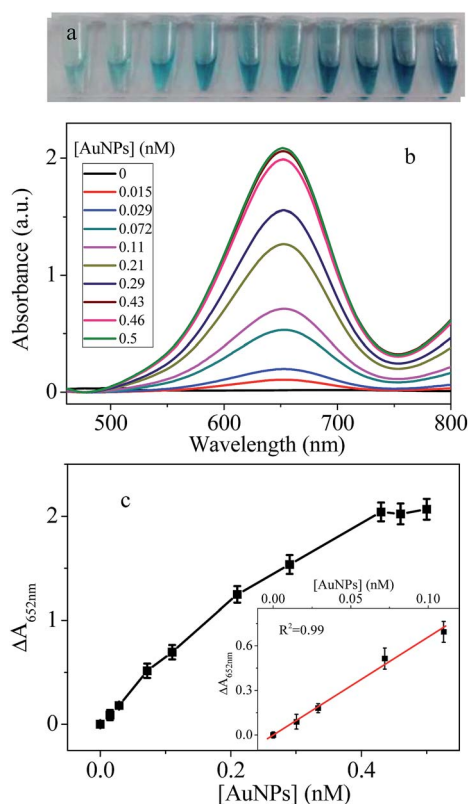 a
[AuNPs] (nM)
b
0
0.015
0.029
0.072
0.11
0.21
0.29
0.43
0.46
0.5
2
1
0
Absorbance (a.u.)
500 600 700 800
Wavelength (nm)
c
2
1
0
ΔA652nm
[AuNPs] (nM)
0.00 0.05 0.10
R²=0.99
0.6
0.3
0.0
ΔA652nm
0.0 0.2 0.4
[AuNPs] (nM)